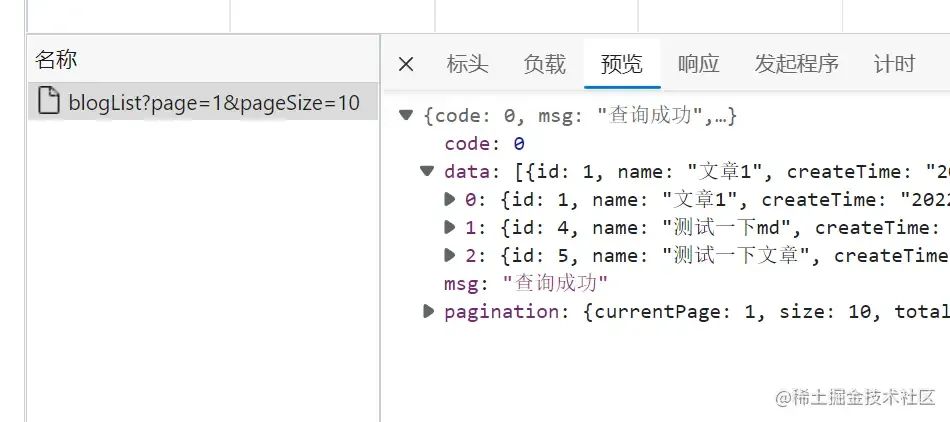 名称
blogList?page=1&pageSize=10
标头 负载 预览 响应 发起程序 计时
{code: 0, msg: "查询成功",…}
code: 0
data: [{id: 1, name: "文章1", createTime: "20
0: {id: 1, name: "文章1", createTime: "2022
1: {id: 4, name: "测试一下md", createTime:
2: {id: 5, name: "测试一下文章", createTime
msg: "查询成功"
pagination: {currentPage: 1, size: 10, total
@稀土掘金技术社区